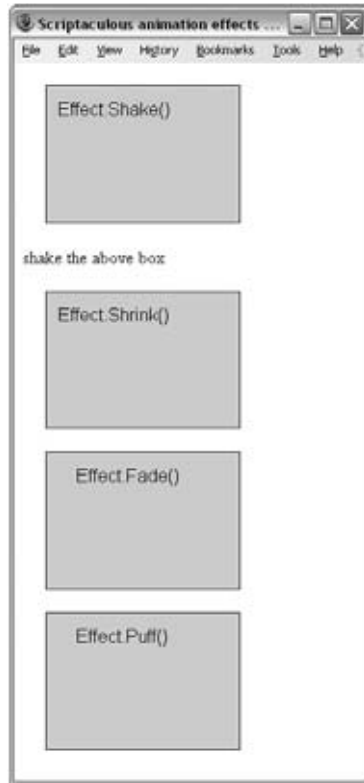 Scriptaculous animation effects ...
File Edit View History Bookmarks Tools Help
Effect.Shake()
shake the above box
Effect.Shrink()
Effect.Fade()
Effect.Puff()